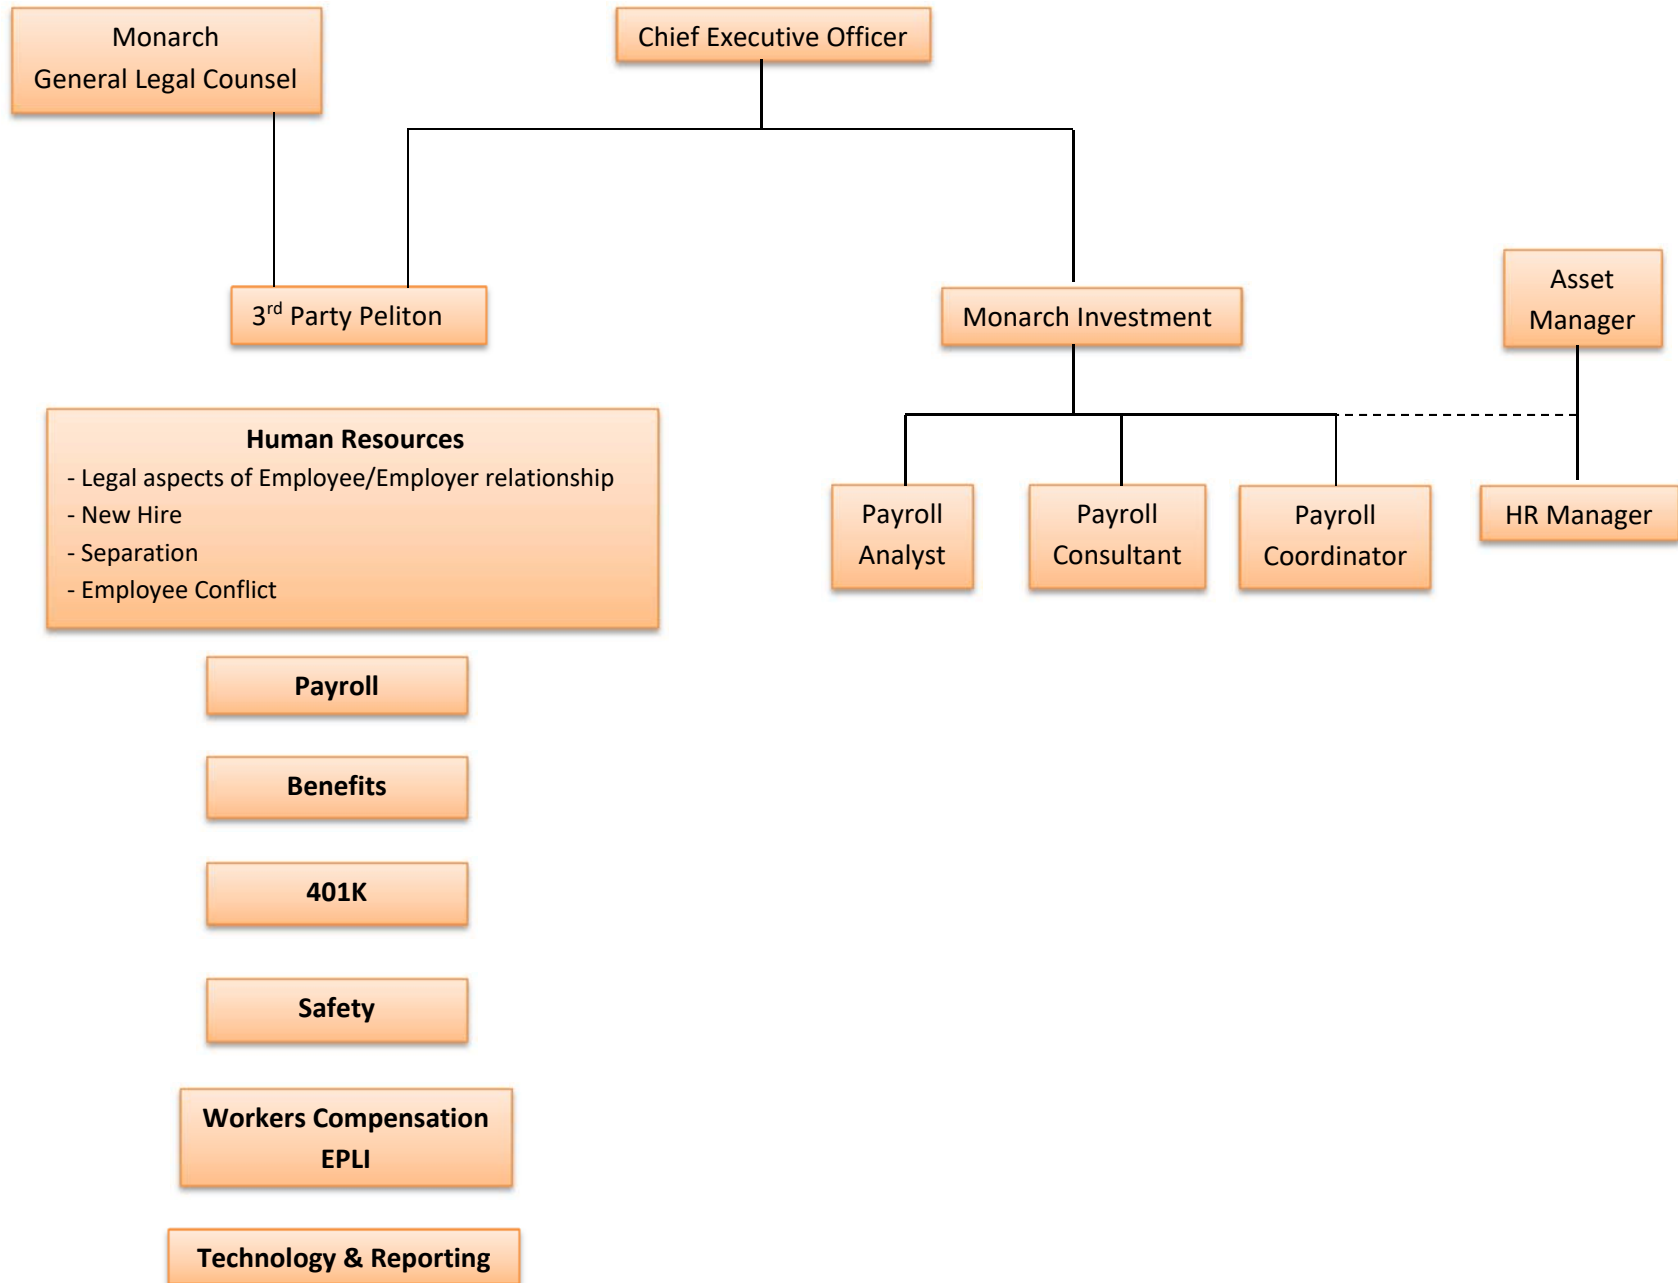 Monarch
General Legal Counsel
Chief Executive Officer
3rd Party Peliton
Monarch Investment
Asset
Manager
Human Resources
- Legal aspects of Employee/Employer relationship
- New Hire
- Separation
- Employee Conflict
Payroll
Analyst
Payroll
Consultant
Payroll
Coordinator
HR Manager
Payroll
Benefits
401K
Safety
Workers Compensation
EPLI
Technology & Reporting